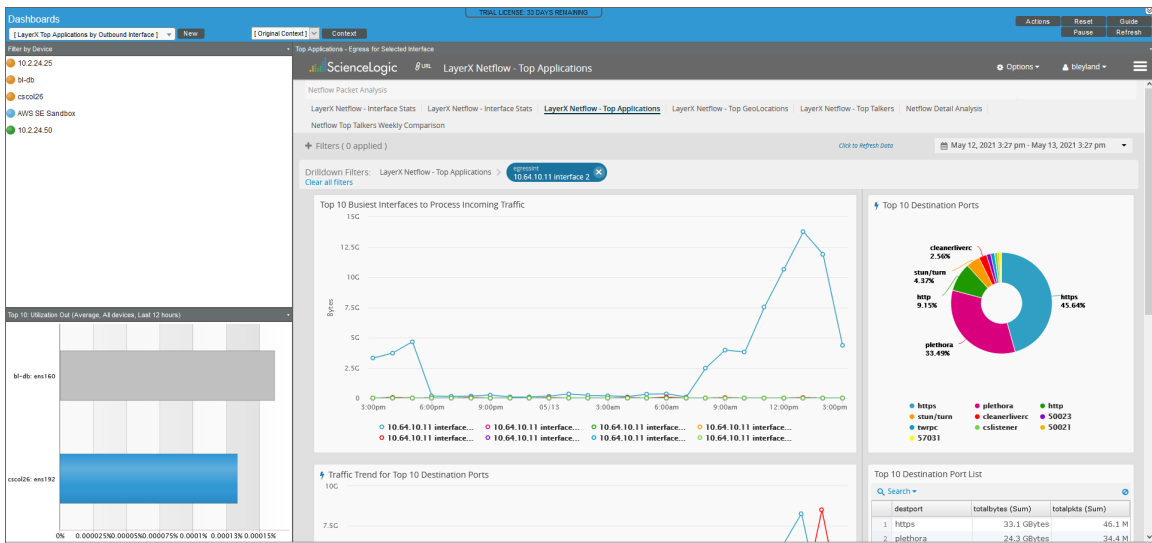 TRIAL LICENSE: 33 DAYS REMAINING
Dashboards
Actions Reset Guide
[ LayerX Top Applications by Outbound Interface ] New [ Original Context ] Context
Pause Refresh
Filter by Device
10.2.24.25
bl-db
cscol26
AWS SE Sandbox
10.2.24.50
Top 10: Utilization Out (Average, All devices, Last 12 hours)
bl-db: ens160
cscol26: ens192
0% 0.000025% 0.00005% 0.000075% 0.0001% 0.00013% 0.00015%
Top Applications - Egress for Selected Interface
ScienceLogic URL LayerX Netflow - Top Applications
Options bleyland
Netflow Packet Analysis
LayerX Netflow - Interface Stats LayerX Netflow - Interface Stats LayerX Netflow - Top Applications LayerX Netflow - Top GeoLocations LayerX Netflow - Top Talkers Netflow Detail Analysis
Netflow Top Talkers Weekly Comparison
+ Filters ( 0 applied )
Click to Refresh Data
May 12, 2021 3:27 pm - May 13, 2021 3:27 pm
Drilldown Filters: LayerX Netflow - Top Applications >
egressint
10.64.10.11 interface 2
Clear all filters
Top 10 Busiest Interfaces to Process Incoming Traffic
15G
12.5G
10G
7.5G
5G
2.5G
0
Bytes
3:00pm 6:00pm 9:00pm 05/13 3:00am 6:00am 9:00am 12:00pm 3:00pm
10.64.10.11 interface... 10.64.10.11 interface... 10.64.10.11 interface... 10.64.10.11 interface...
10.64.10.11 interface... 10.64.10.11 interface... 10.64.10.11 interface... 10.64.10.11 interface...
Top 10 Destination Ports
cleanerliverc
2.56%
stun/turn
4.37%
http
9.15%
https
45.64%
plethora
33.49%
https plethora http
stun/turn cleanerliverc 50023
twrpc cslistener 50021
57031
Traffic Trend for Top 10 Destination Ports
10G
7.5G
Top 10 Destination Port List
Search
destport totalbytes (Sum) totalpkts (Sum)
1 https 33.1 GBytes 46.1 M
2 plethora 24.3 GBytes 34.4 M